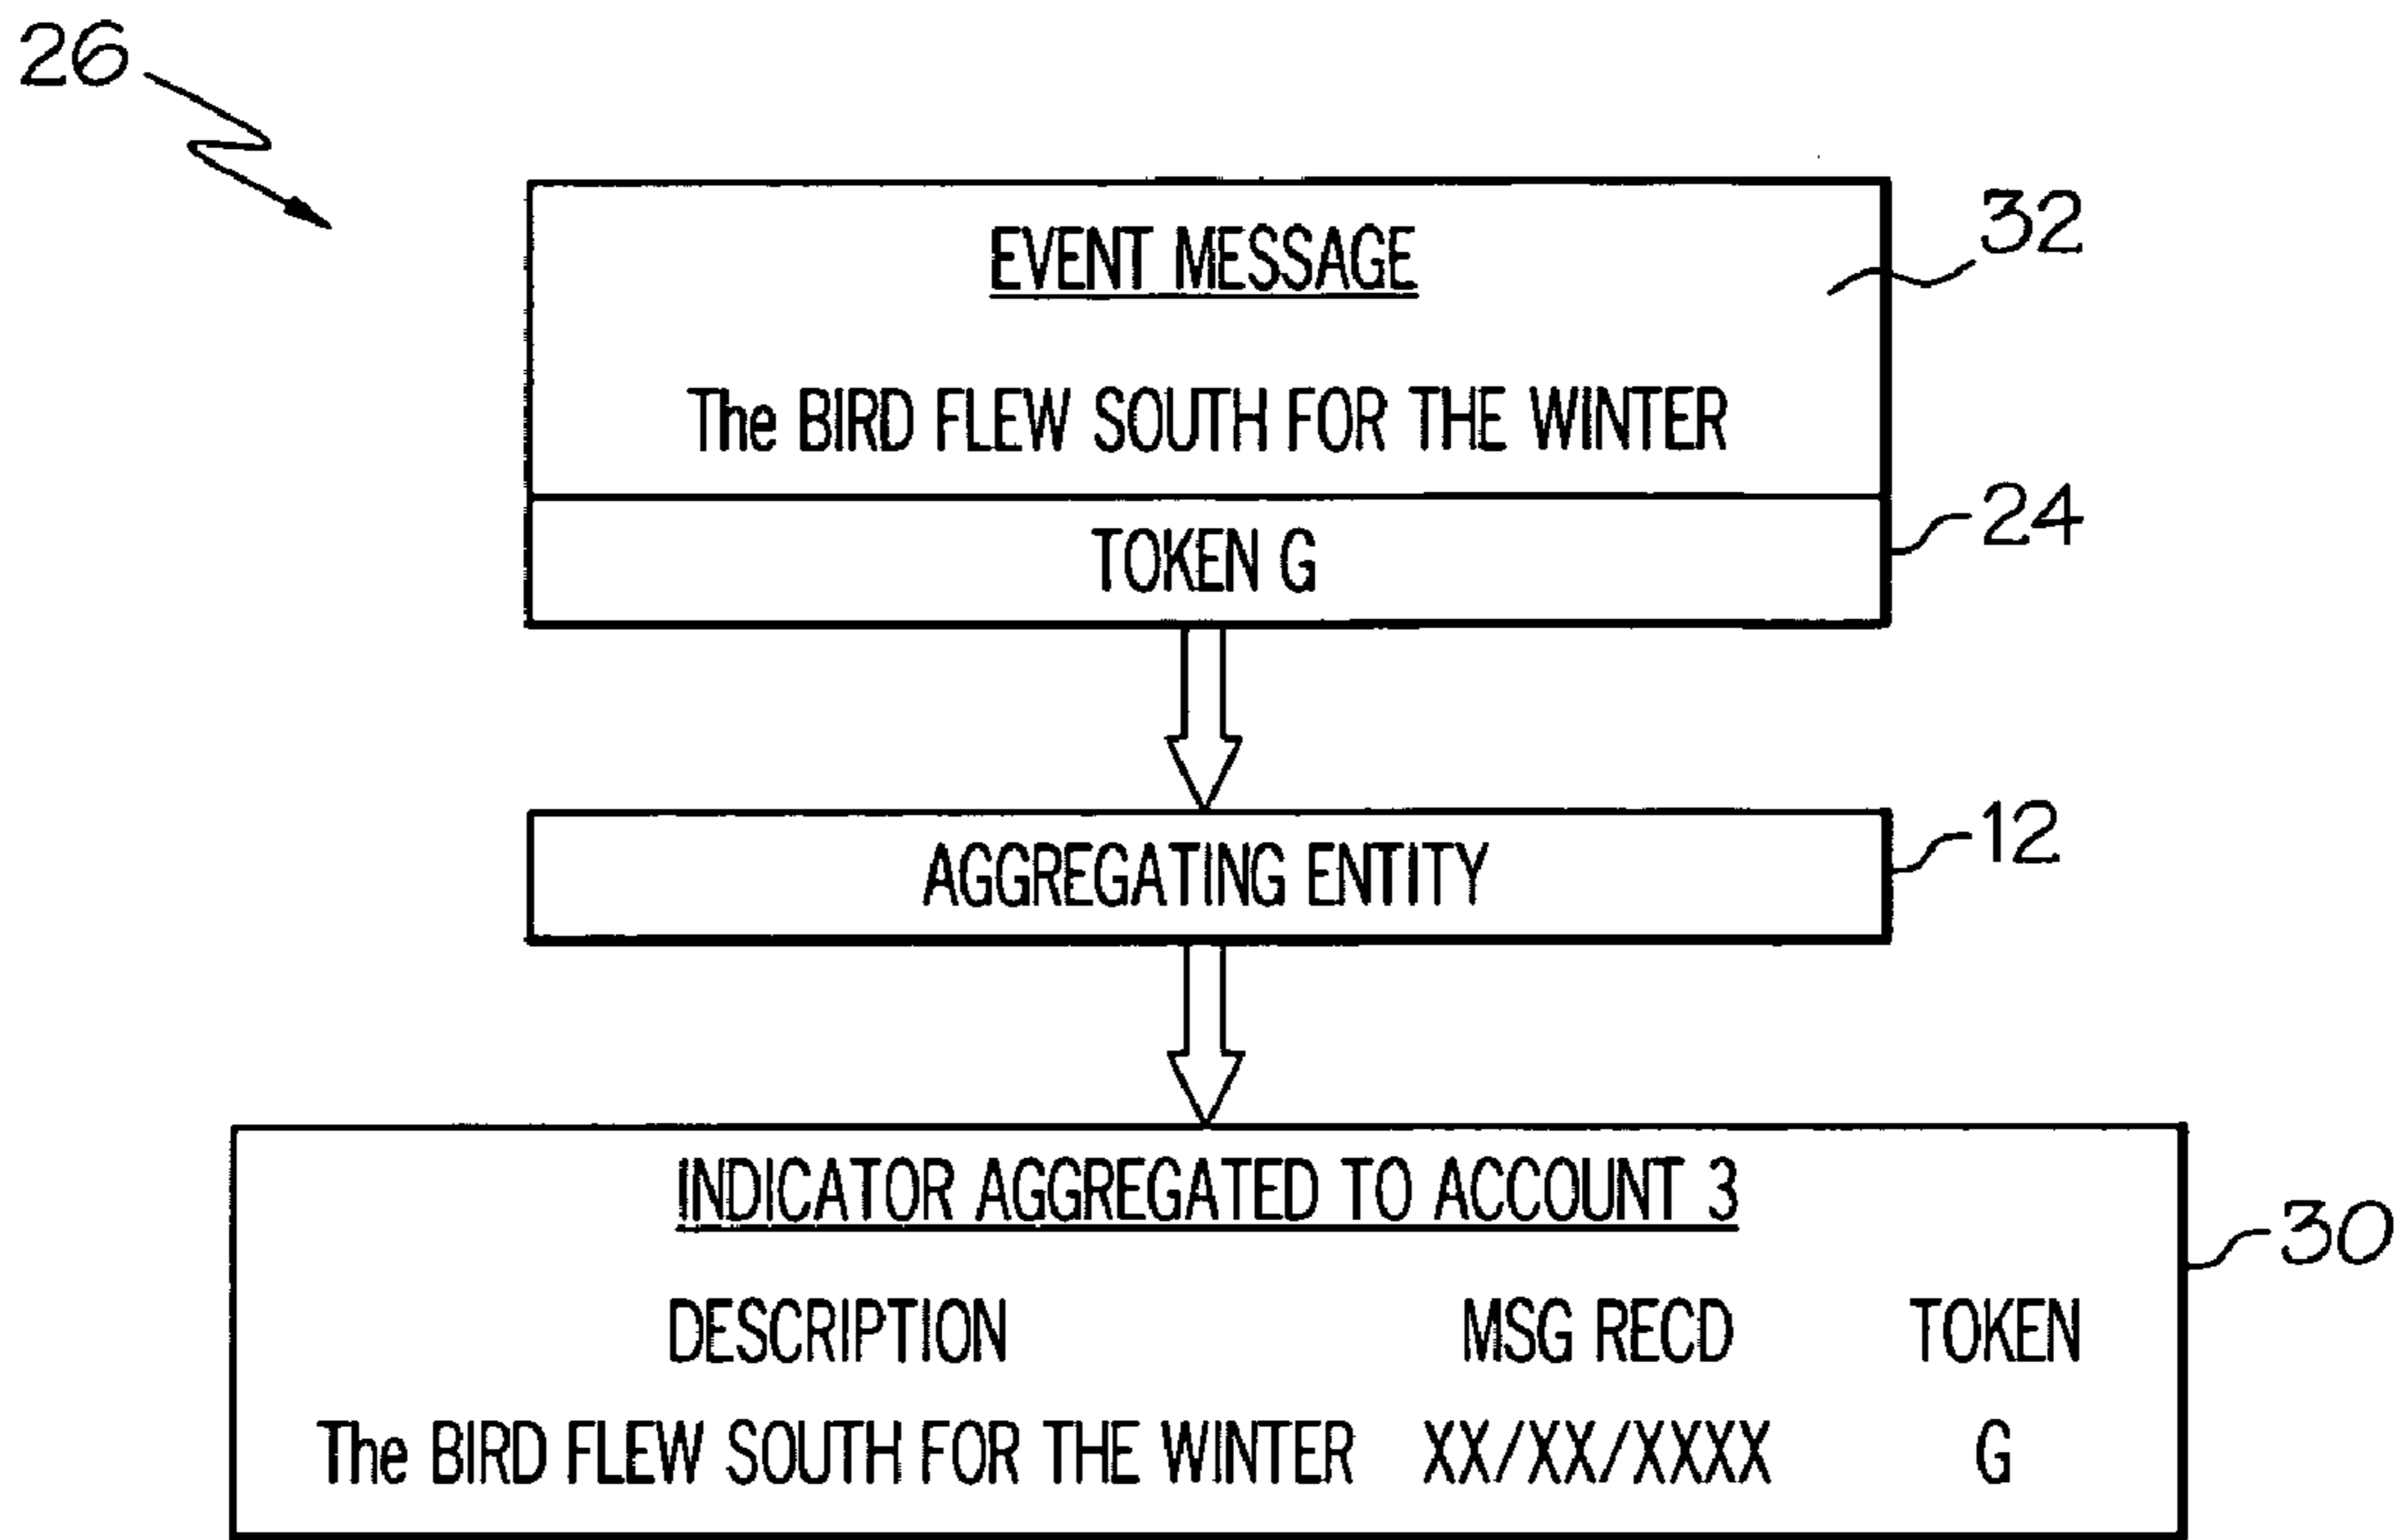 26
EVENT MESSAGE
32
The BIRD FLEW SOUTH FOR THE WINTER
TOKEN G
24
AGGREGATING ENTITY
12
INDICATOR AGGREGATED TO ACCOUNT 3
30
DESCRIPTION MSG RECD TOKEN
The BIRD FLEW SOUTH FOR THE WINTER XX/XX/XXXX G